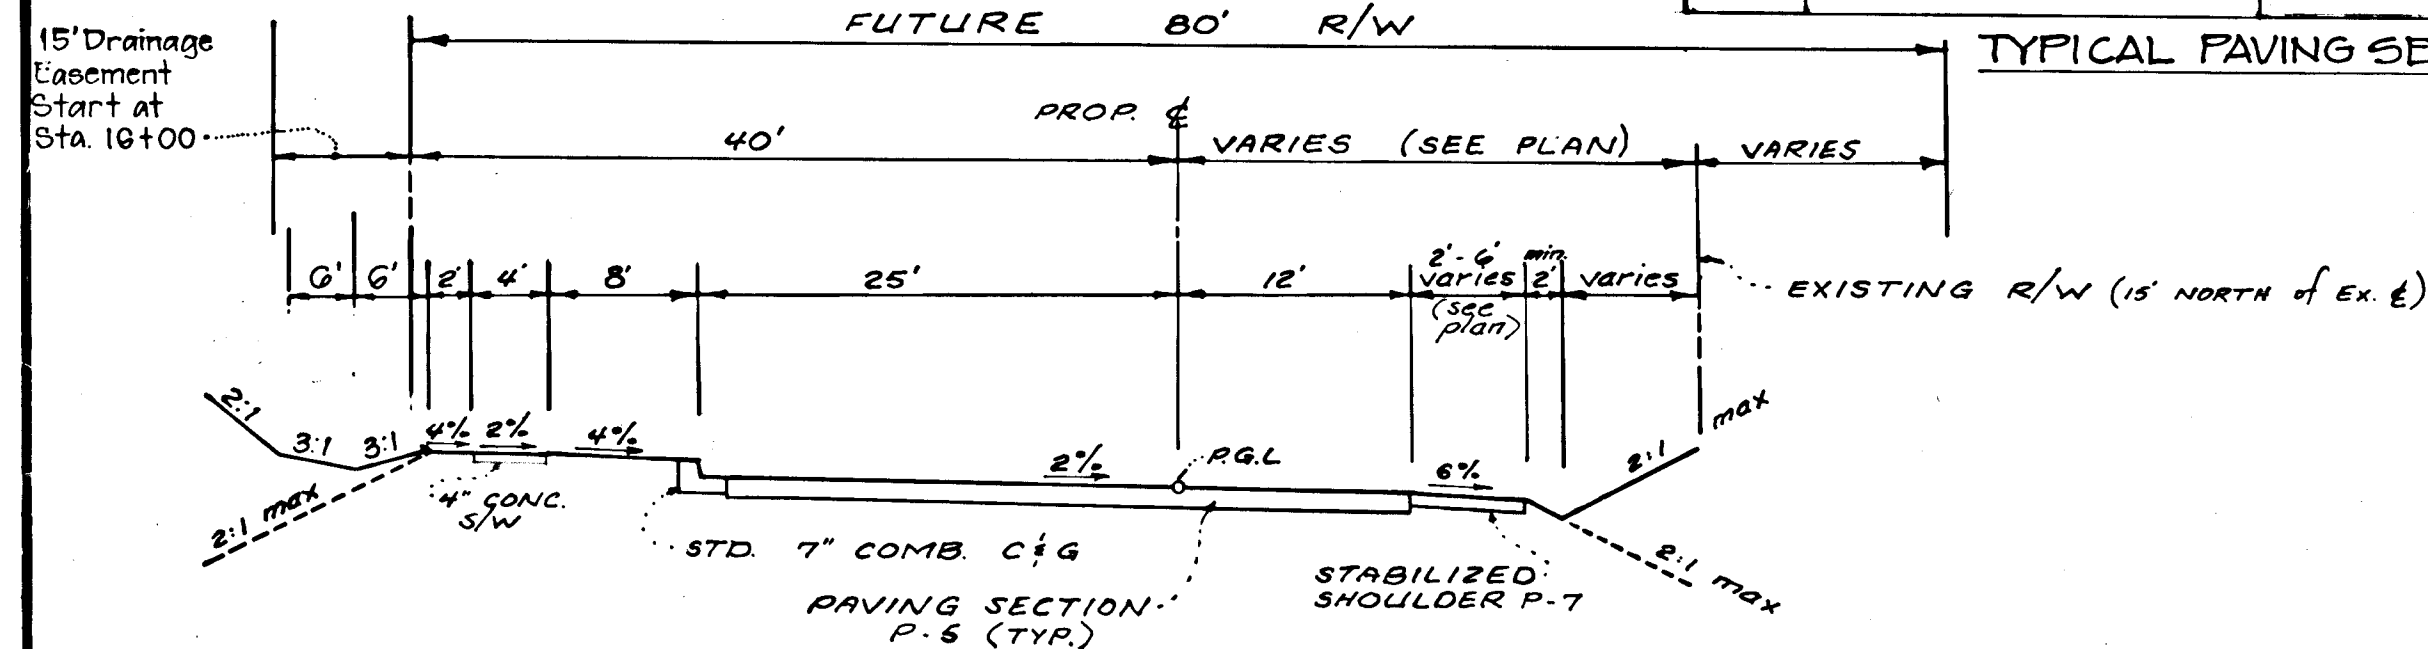 FUTURE 80' R/W
TYPICAL PAVING SE
15' Drainage
Easement
Start at
Sta. 16+00
PROP. ℄
40'
VARIES (SEE PLAN)
VARIES
6'
6'
2'
4'
8'
25'
12'
2'-6'
varies
(see
plan)
min.
2'
varies
EXISTING R/W (15' NORTH of EX. ℄)
2:1
3:1
3:1
4%
2%
4%
2%
P.G.L
6%
2:1
max
2:1 max
4" CONC.
S/W
STD. 7" COMB. C & G
PAVING SECTION
P-5 (TYP.)
STABILIZED
SHOULDER P-7
2:1 max